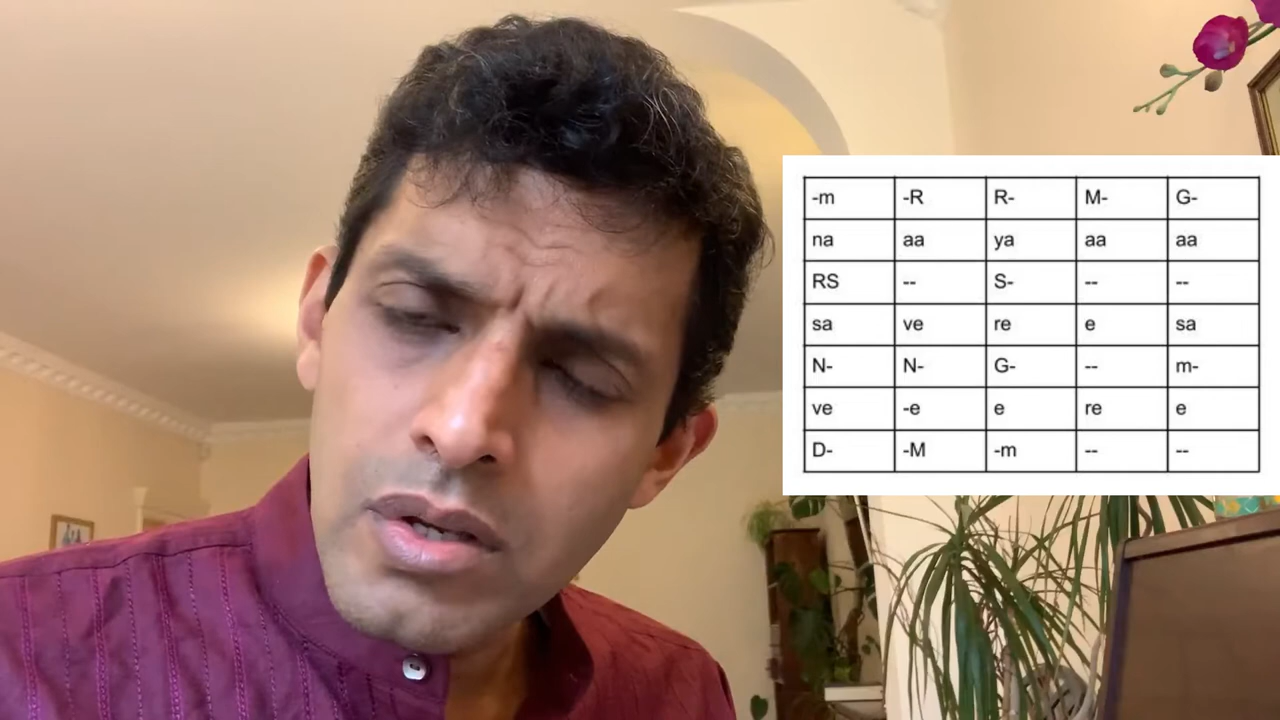 -m -R R- M- G-
na aa ya aa aa
RS -- S- -- --
sa ve re e sa
N- N- G- -- m-
ve -e e re e
D- -M -m -- --